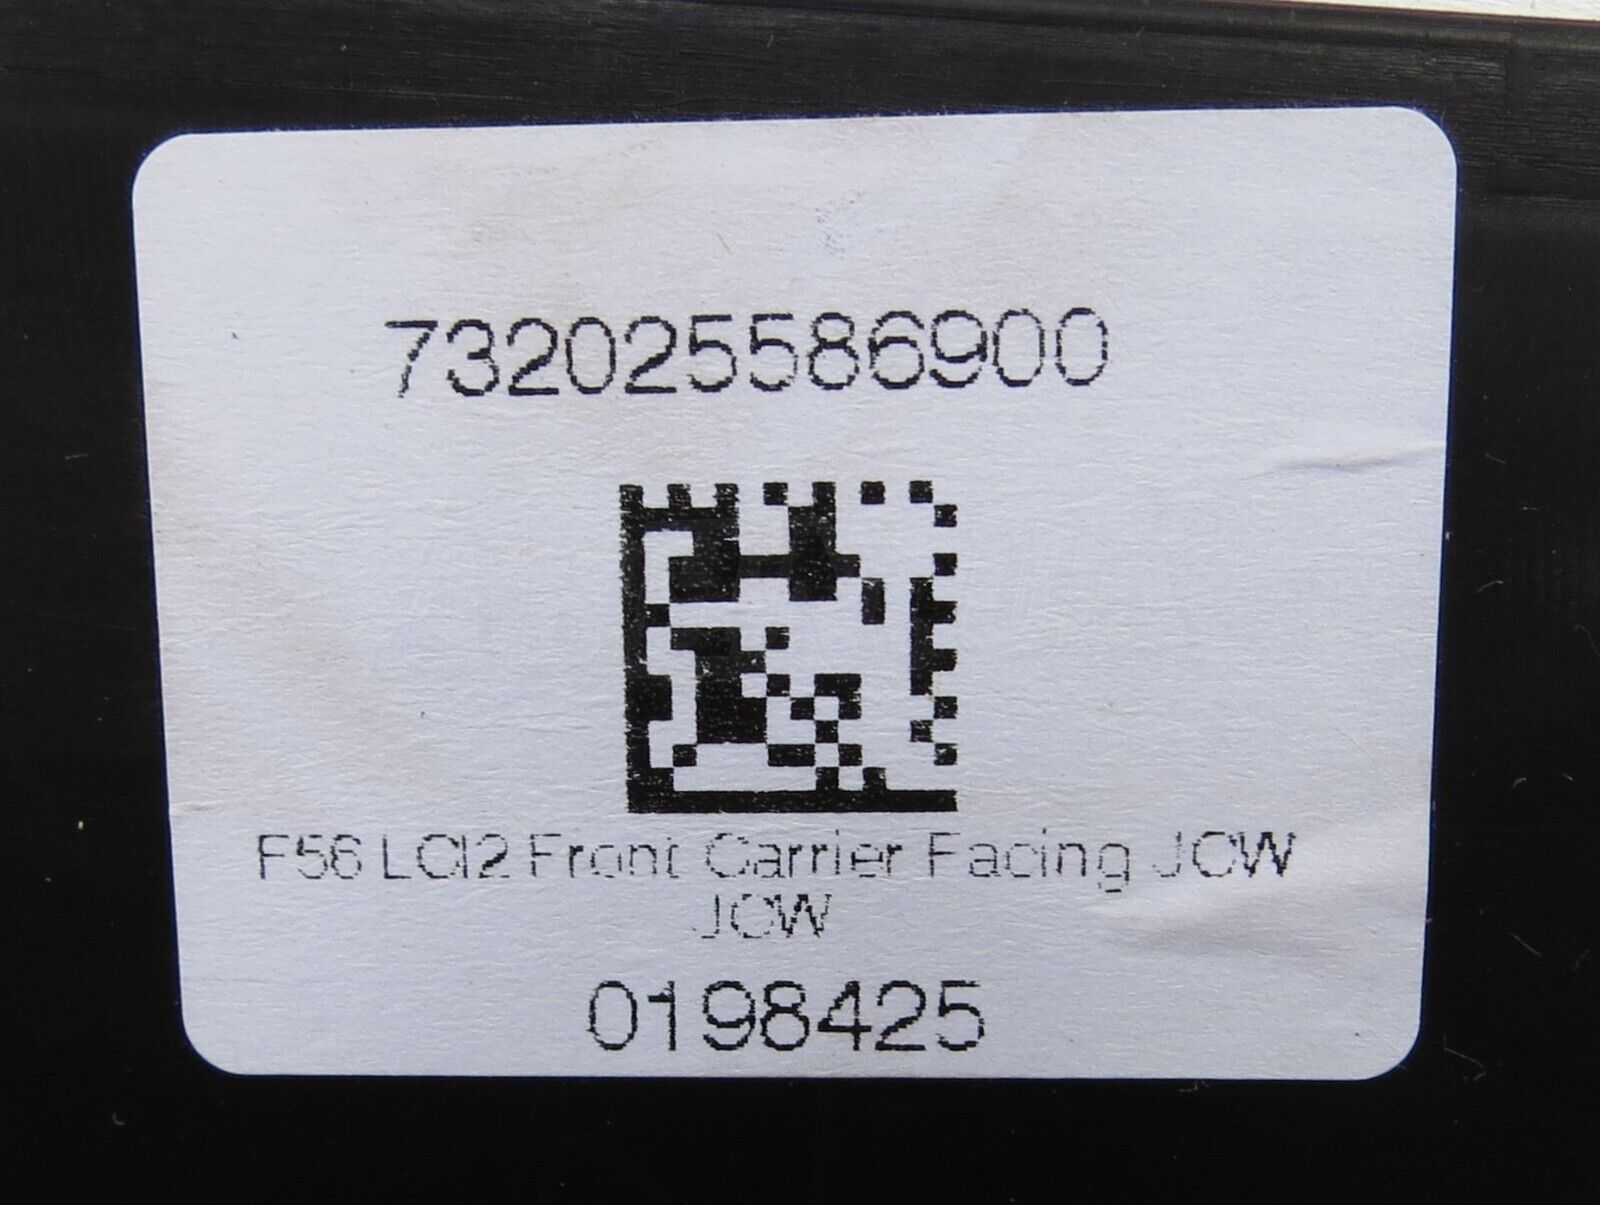 732025586900
F56 LCI2 Front Carrier Facing JCW
JCW
0198425